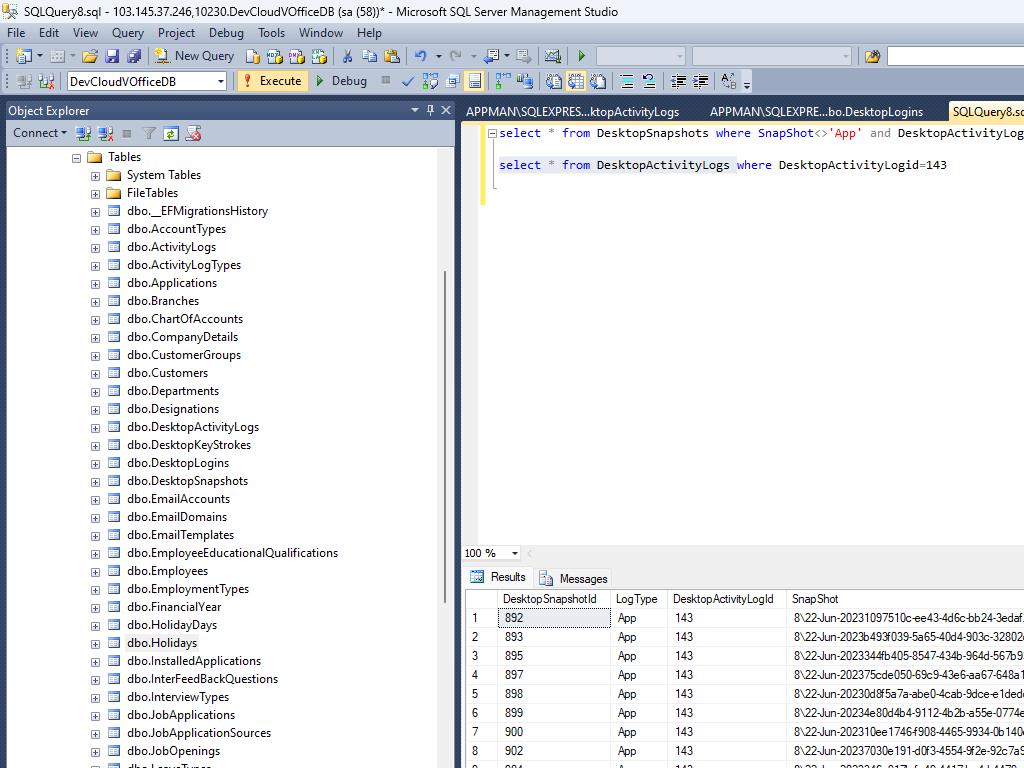 SQLQuery8.sql - 103.145.37.246,10230.DevCloudVOfficeDB (sa (58))* - Microsoft SQL Server Management Studio
File Edit View Query Project Debug Tools Window Help
New Query
DevCloudVOfficeDB Execute Debug
Object Explorer
Connect
Tables
System Tables
FileTables
dbo.__EFMigrationsHistory
dbo.AccountTypes
dbo.ActivityLogs
dbo.ActivityLogTypes
dbo.Applications
dbo.Branches
dbo.ChartOfAccounts
dbo.CompanyDetails
dbo.CustomerGroups
dbo.Customers
dbo.Departments
dbo.Designations
dbo.DesktopActivityLogs
dbo.DesktopKeyStrokes
dbo.DesktopLogins
dbo.DesktopSnapshots
dbo.EmailAccounts
dbo.EmailDomains
dbo.EmailTemplates
dbo.EmployeeEducationalQualifications
dbo.Employees
dbo.EmploymentTypes
dbo.FinancialYear
dbo.HolidayDays
dbo.Holidays
dbo.InstalledApplications
dbo.InterFeedBackQuestions
dbo.InterviewTypes
dbo.JobApplications
dbo.JobApplicationSources
dbo.JobOpenings
APPMAN\SQLEXPRES...ktopActivityLogs APPMAN\SQLEXPRE...bo.DesktopLogins SQLQuery8.sq
select * from DesktopSnapshots where SnapShot<>'App' and DesktopActivityLog
select * from DesktopActivityLogs where DesktopActivityLogid=143
100 %
Results Messages
DesktopSnapshotId LogType DesktopActivityLogId SnapShot
1 892 App 143 8\22-Jun-20231097510c-ee43-4d6c-bb24-3edaf
2 893 App 143 8\22-Jun-2023b493f039-5a65-40d4-903c-32802
3 895 App 143 8\22-Jun-2023344fb405-8547-434b-964d-567b9
4 897 App 143 8\22-Jun-202375cde050-69c9-43e6-aa67-648a1
5 898 App 143 8\22-Jun-20230d8f5a7a-abe0-4cab-9dce-e1dedc
6 899 App 143 8\22-Jun-20234e80d4b4-9112-4b2b-a55e-0774e
7 900 App 143 8\22-Jun-202310ee1746-f908-4465-9934-0b140
8 902 App 143 8\22-Jun-20237030e191-d0f3-4554-9f2e-92c7a9